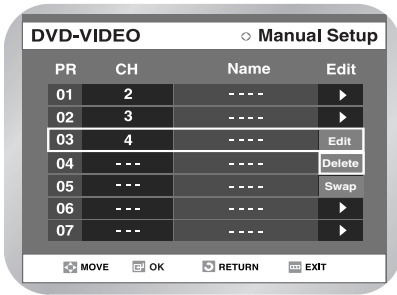 DVD-VIDEO ◇ Manual Setup
PR CH Name Edit
01 2 ---- ►
02 3 ---- ►
03 4 ---- Edit
04 --- ---- Delete
05 --- ---- Swap
06 --- ---- ►
07 --- ---- ►
MOVE OK RETURN EXIT